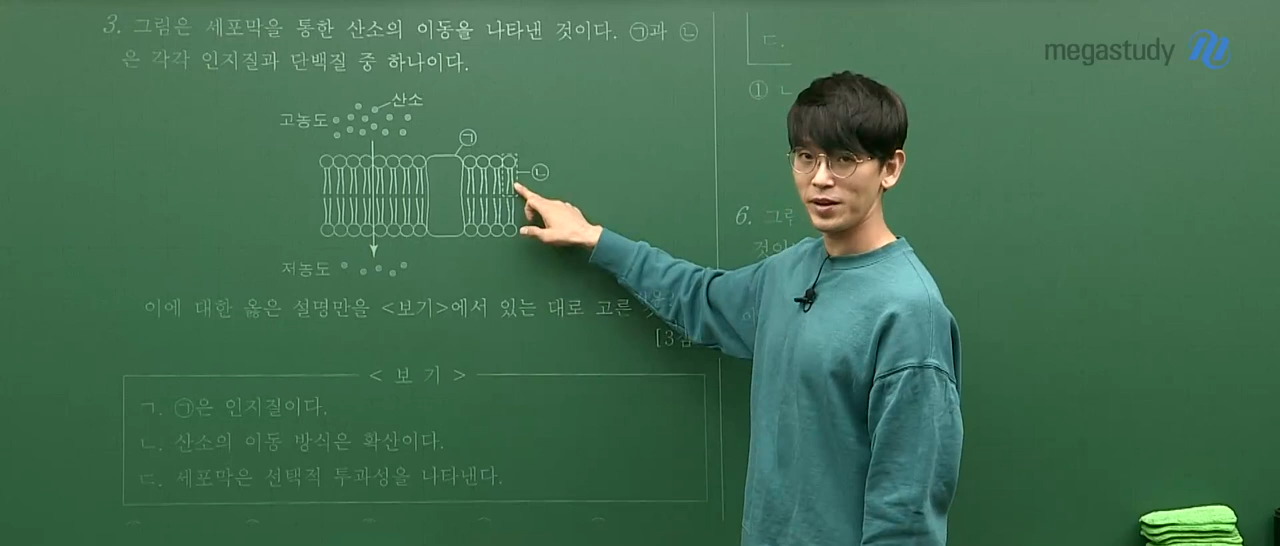 3. 그림은 세포막을 통한 산소의 이동을 나타낸 것이다. ㉠과 ㉡
은 각각 인지질과 단백질 중 하나이다.
산소
고농도
㉠
㉡
저농도
이에 대한 옳은 설명만을 <보기>에서 있는 대로 고른
[3점
< 보 기 >
ㄱ. ㉠은 인지질이다.
ㄴ. 산소의 이동 방식은 확산이다.
ㄷ. 세포막은 선택적 투과성을 나타낸다.
ㄷ.
① ㄴ
6. 그림
megastudy